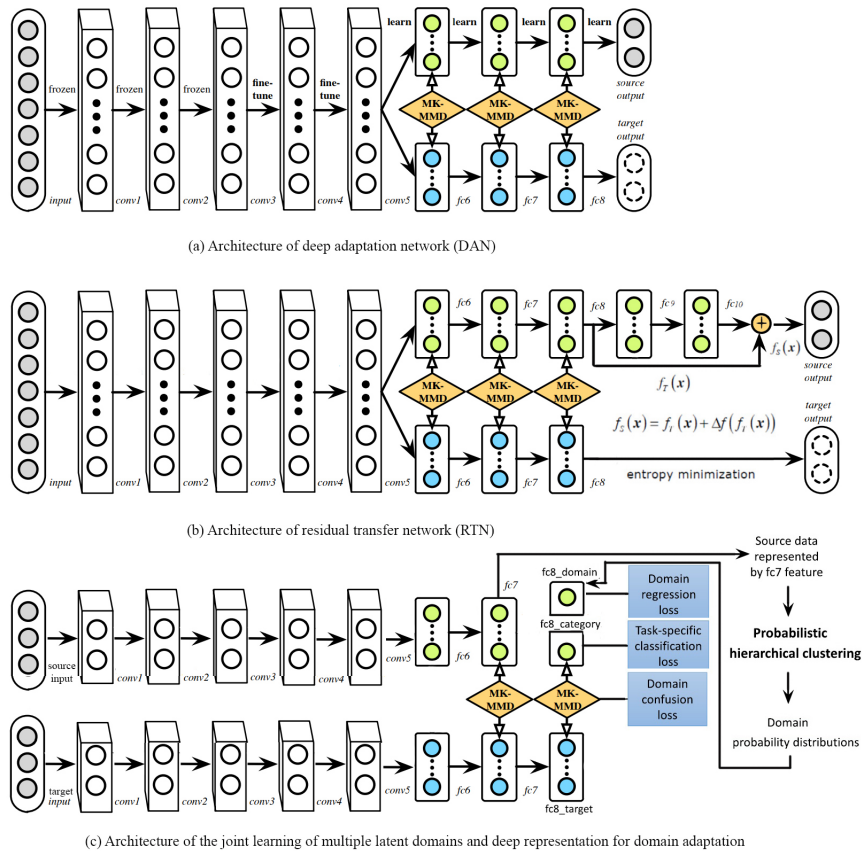 learn learn learn learn
frozen frozen frozen fine- fine-
tune tune
MK- MK- MK-
MMD MMD MMD
source
output
target
output
input conv1 conv2 conv3 conv4 conv5 fc6 fc7 fc8
(a) Architecture of deep adaptation network (DAN)
fc6 fc7 fc8 fc9 fc10
+
fS(x)
source
output
fT(x)
MK- MK- MK-
MMD MMD MMD
target
output
fS(x) = fT(x) + Δf(fT(x))
entropy minimization
input conv1 conv2 conv3 conv4 conv5 fc6 fc7 fc8
(b) Architecture of residual transfer network (RTN)
Source data
represented
by fc7 feature
fc7
fc8_domain
Domain
regression
loss
fc8_category
Task-specific
classification
loss
Probabilistic
hierarchical clustering
source
input conv1 conv2 conv3 conv4 conv5 fc6
MK- MK-
MMD MMD
Domain
confusion
loss
Domain
probability distributions
target
input conv1 conv2 conv3 conv4 conv5 fc6 fc7
fc8_target
(c) Architecture of the joint learning of multiple latent domains and deep representation for domain adaptation